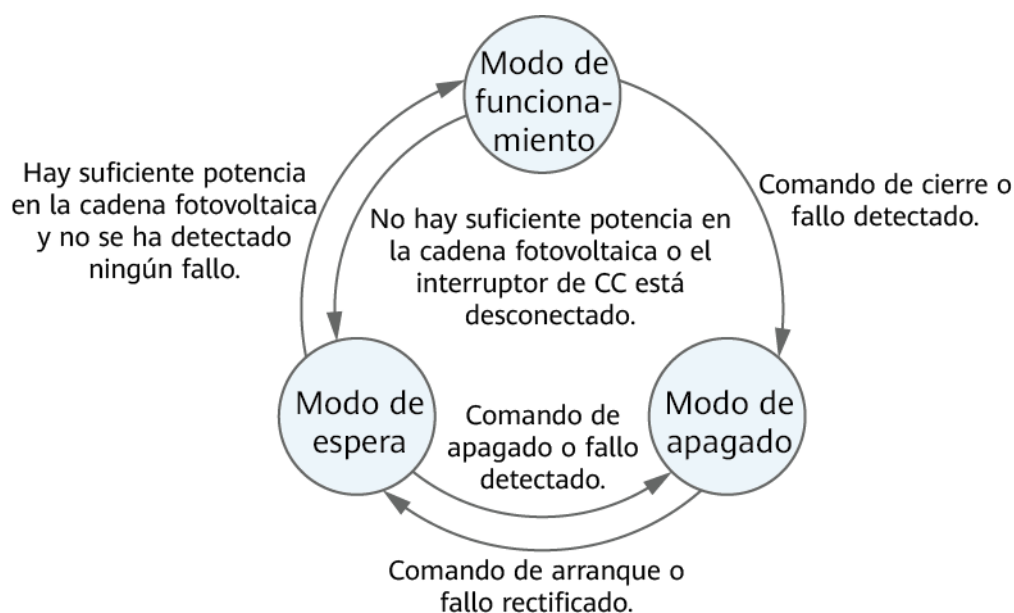 Modo de
funciona-
miento
Hay suficiente potencia
en la cadena fotovoltaica
y no se ha detectado
ningún fallo.
Comando de cierre o
fallo detectado.
No hay suficiente potencia en
la cadena fotovoltaica o el
interruptor de CC está
desconectado.
Modo de
espera
Comando de
apagado o fallo
detectado.
Modo de
apagado
Comando de arranque o
fallo rectificado.